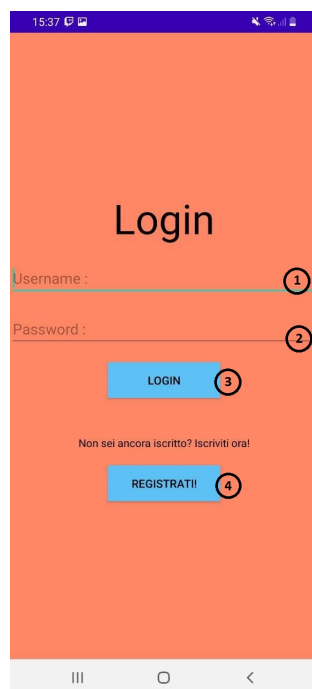 15:37
Login
Username :
1
Password :
2
LOGIN
3
Non sei ancora iscritto? Iscriviti ora!
REGISTRATI!
4